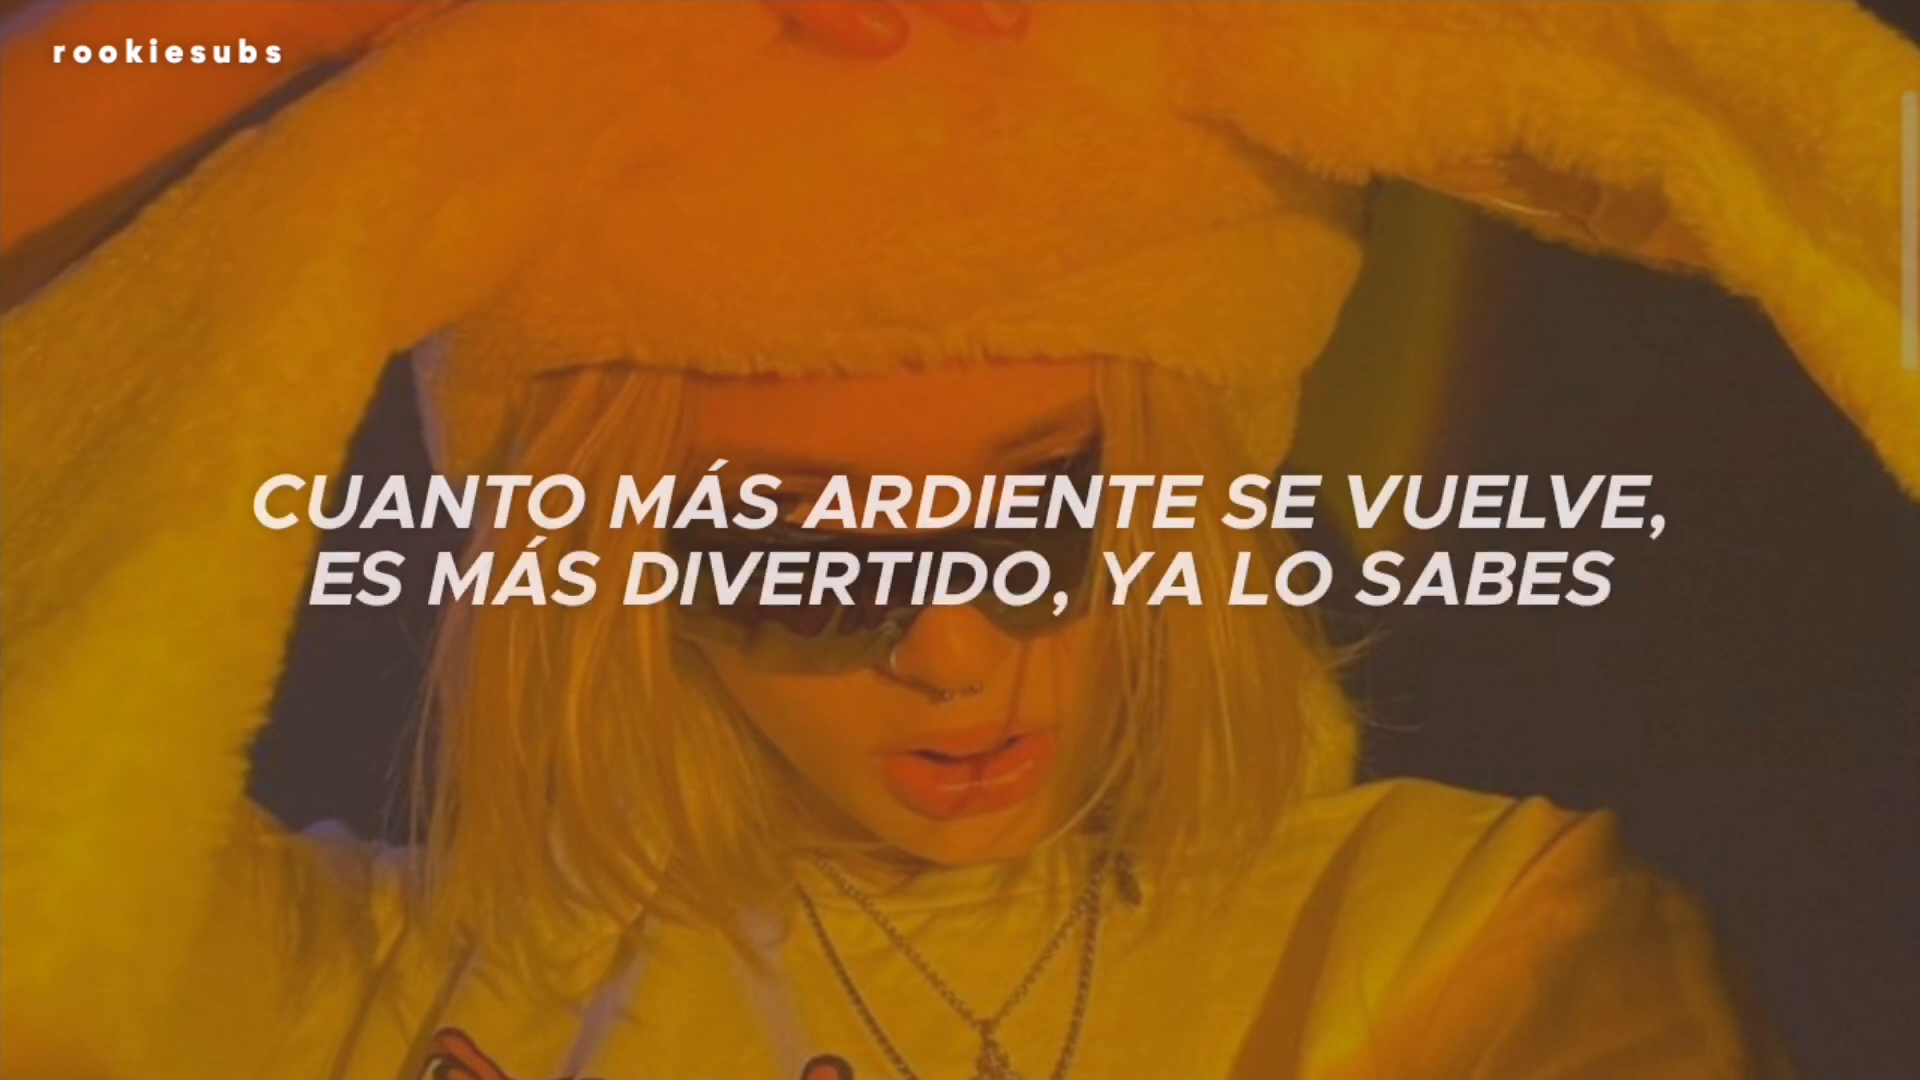 rookiesubs
CUANTO MÁS ARDIENTE SE VUELVE,
ES MÁS DIVERTIDO, YA LO SABES